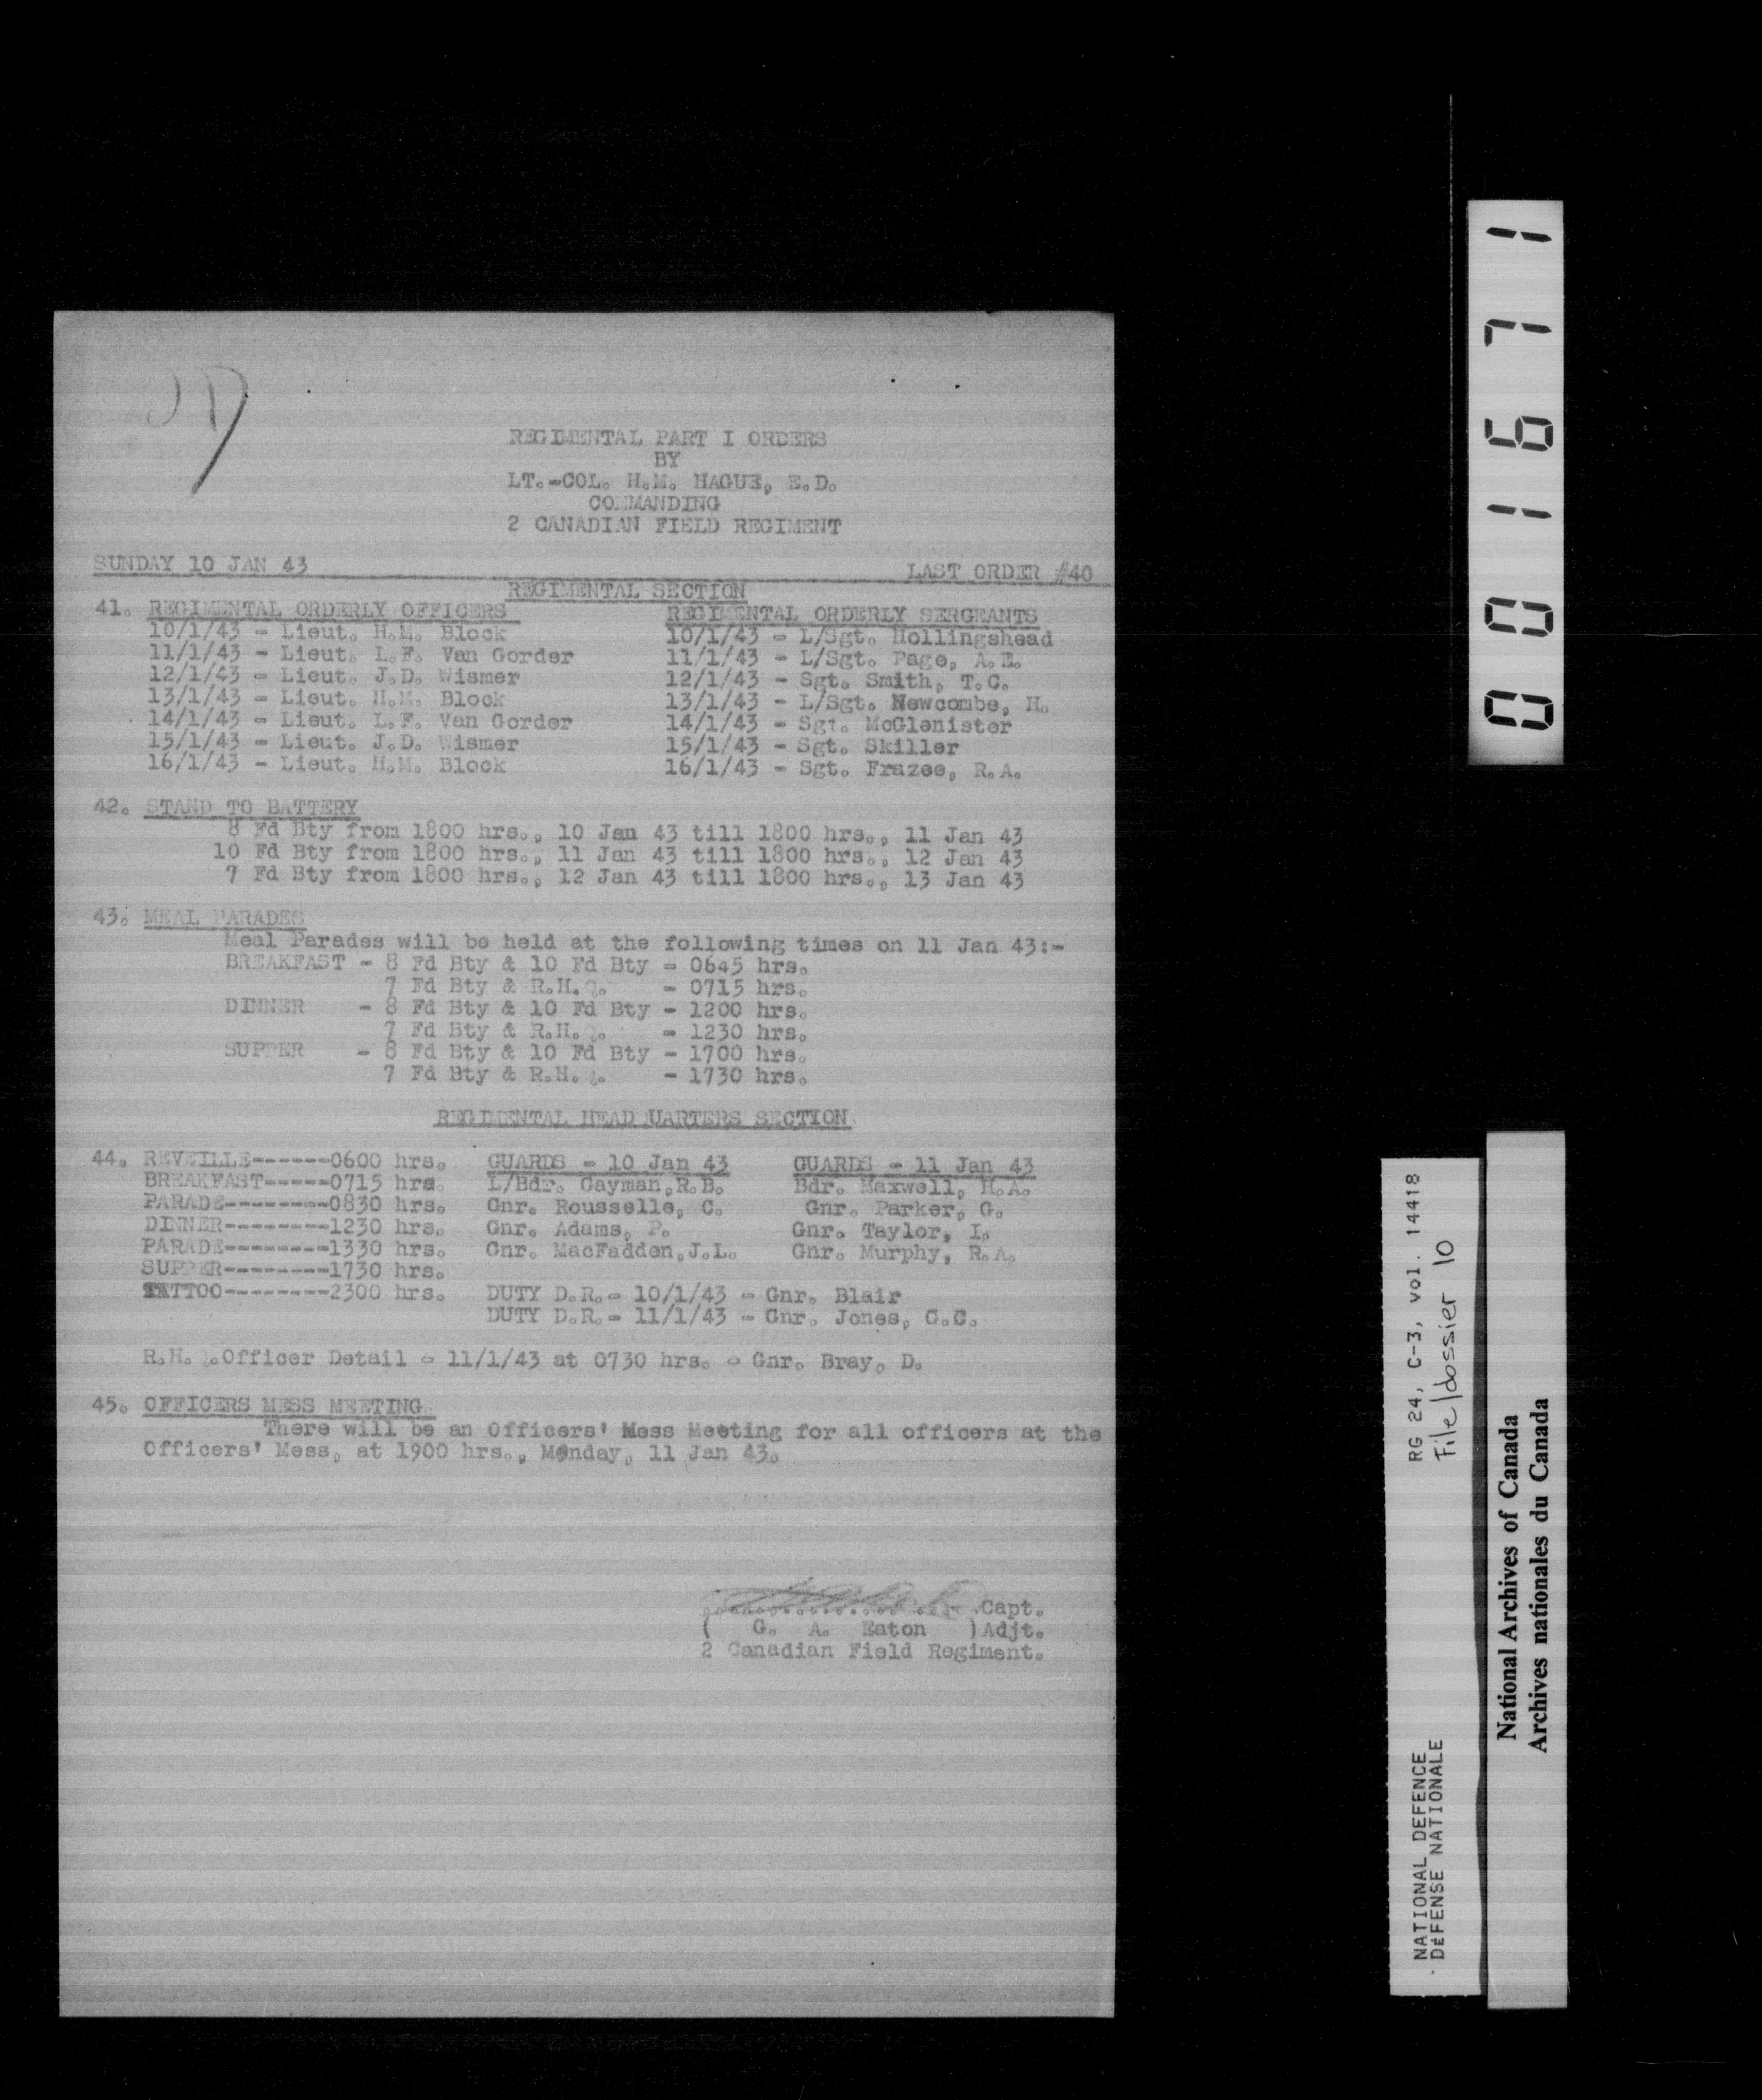 REGIMENTAL PART I ORDERS
BY
LT.-COL. H.M. HAGUE, E.D.
COMMANDING
2 CANADIAN FIELD REGIMENT
SUNDAY 10 JAN 43 LAST ORDER #40
REGIMENTAL SECTION
41. REGIMENTAL ORDERLY OFFICERS REGIMENTAL ORDERLY SERGEANTS
10/1/43 - Lieut. H.M. Block 10/1/43 - L/Sgt. Hollingshead
11/1/43 - Lieut. L.F. Van Gorder 11/1/43 - L/Sgt. Page, A.E.
12/1/43 - Lieut. J.D. Wismer 12/1/43 - Sgt. Smith, T.C.
13/1/43 - Lieut. H.M. Block 13/1/43 - L/Sgt. Newcombe, H.
14/1/43 - Lieut. L.F. Van Gorder 14/1/43 - Sgt. McGlenister
15/1/43 - Lieut. J.D. Wismer 15/1/43 - Sgt. Skiller
16/1/43 - Lieut. H.M. Block 16/1/43 - Sgt. Frazee, R.A.
42. STAND TO BATTERY
8 Fd Bty from 1800 hrs., 10 Jan 43 till 1800 hrs., 11 Jan 43
10 Fd Bty from 1800 hrs., 11 Jan 43 till 1800 hrs., 12 Jan 43
7 Fd Bty from 1800 hrs., 12 Jan 43 till 1800 hrs., 13 Jan 43
43. MEAL PARADES
Meal Parades will be held at the following times on 11 Jan 43:-
BREAKFAST - 8 Fd Bty & 10 Fd Bty - 0645 hrs.
7 Fd Bty & R.H.Q. - 0715 hrs.
DINNER - 8 Fd Bty & 10 Fd Bty - 1200 hrs.
7 Fd Bty & R.H.Q. - 1230 hrs.
SUPPER - 8 Fd Bty & 10 Fd Bty - 1700 hrs.
7 Fd Bty & R.H.Q. - 1730 hrs.
REGIMENTAL HEADQUARTERS SECTION
44. REVEILLE------0600 hrs. GUARDS - 10 Jan 43 GUARDS - 11 Jan 43
BREAKFAST-----0715 hrs. L/Bdr. Gayman,R.B. Bdr. Maxwell, H.A.
PARADE--------0830 hrs. Gnr. Rousselle, C. Gnr. Parker, G.
DINNER--------1230 hrs. Gnr. Adams, P. Gnr. Taylor, I.
PARADE--------1330 hrs. Gnr. MacFadden,J.L. Gnr. Murphy, R.A.
SUPPER--------1730 hrs.
TATTOO--------2300 hrs. DUTY D.R.- 10/1/43 - Gnr. Blair
DUTY D.R.- 11/1/43 - Gnr. Jones, G.C.
R.H.Q.Officer Detail - 11/1/43 at 0730 hrs. - Gnr. Bray, D.
45. OFFICERS MESS MEETING.
There will be an Officers' Mess Meeting for all officers at the
Officers' Mess, at 1900 hrs., Monday, 11 Jan 43.
Capt.
( G. A. Eaton )Adjt.
2 Canadian Field Regiment.
001671
NATIONAL DEFENCE RG 24, C-3, vol. 14418
DÉFENSE NATIONALE File/dossier 10
National Archives of Canada
Archives nationales du Canada